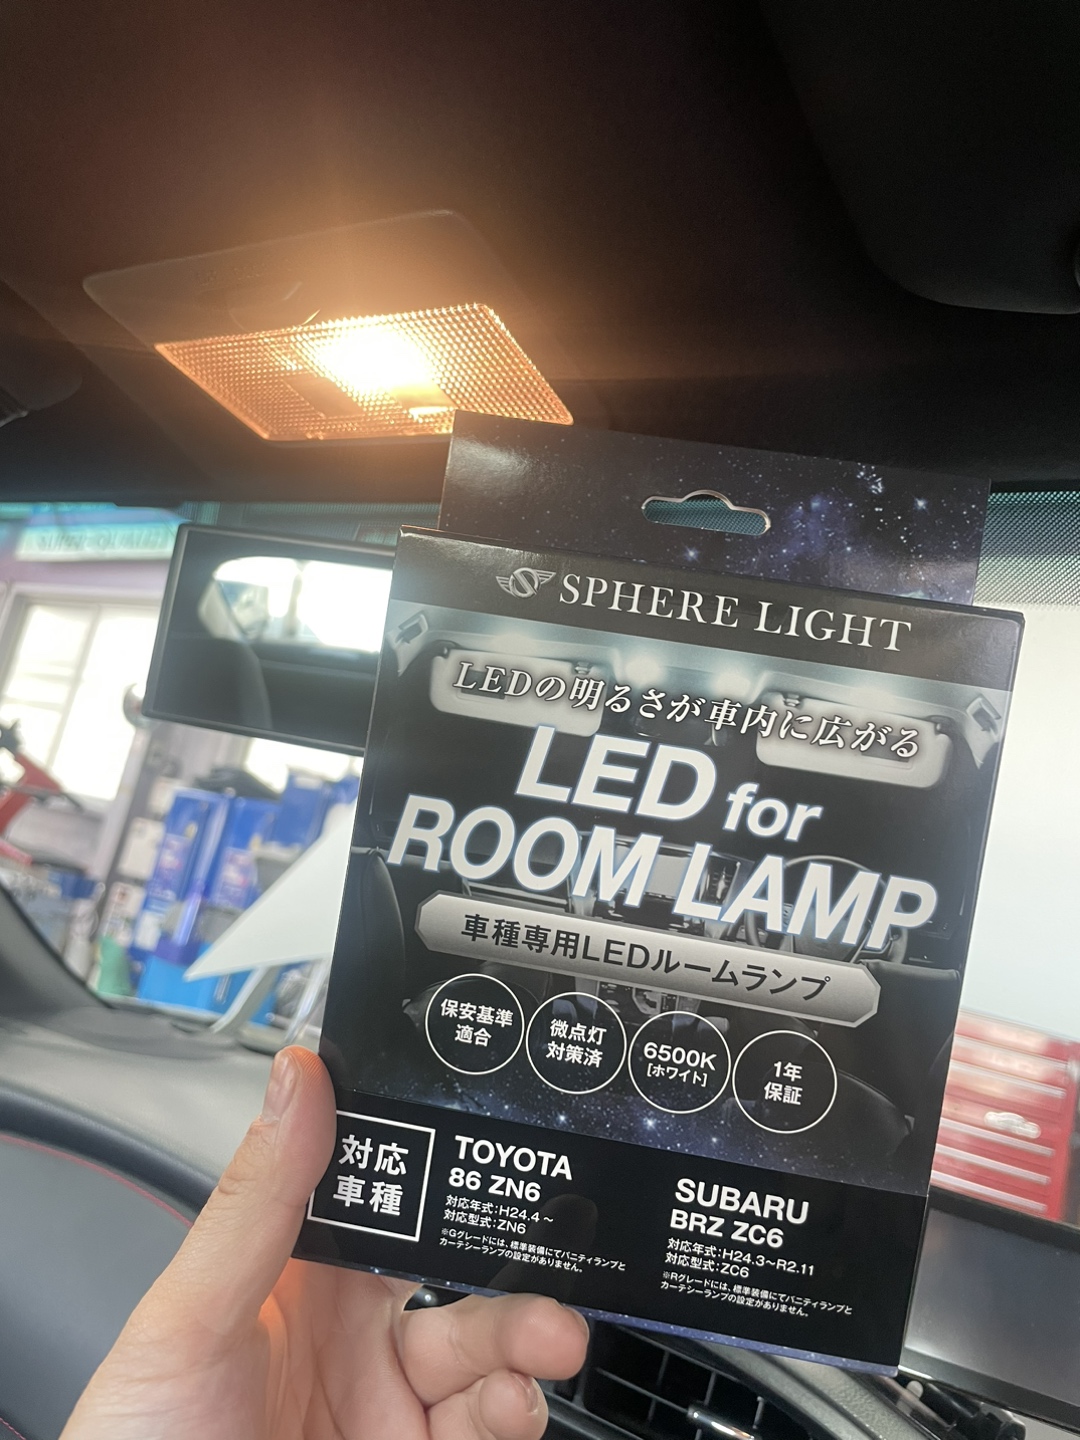 SPHERE LIGHT
LEDの明るさが車内に広がる
LED for
ROOM LAMP
車種専用LEDルームランプ
保安基準
適合
微点灯
対策済
6500K
[ホワイト]
1年
保証
対応
車種
TOYOTA
86 ZN6
対応年式:H24.4～
対応型式:ZN6
※Gグレードには、標準装備にてバニティランプと
カーテシーランプの設定がありません。
SUBARU
BRZ ZC6
対応年式:H24.3～R2.11
対応型式:ZC6
※Rグレードには、標準装備にてバニティランプと
カーテシーランプの設定がありません。